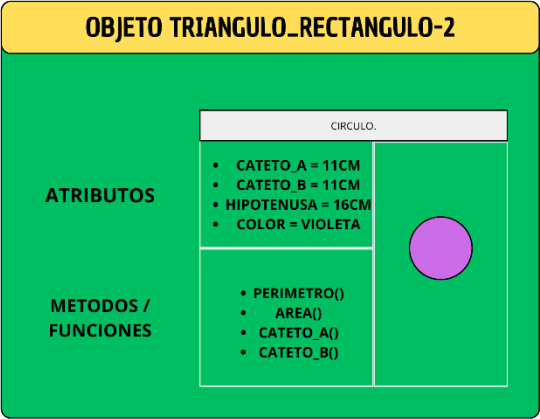 OBJETO TRIANGULO_RECTANGULO-2
CIRCULO.
ATRIBUTOS
• CATETO_A = 11CM
• CATETO_B = 11CM
• HIPOTENUSA = 16CM
• COLOR = VIOLETA
METODOS /
FUNCIONES
• PERIMETRO()
• AREA()
• CATETO_A()
• CATETO_B()